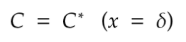 C = C* (x = δ)